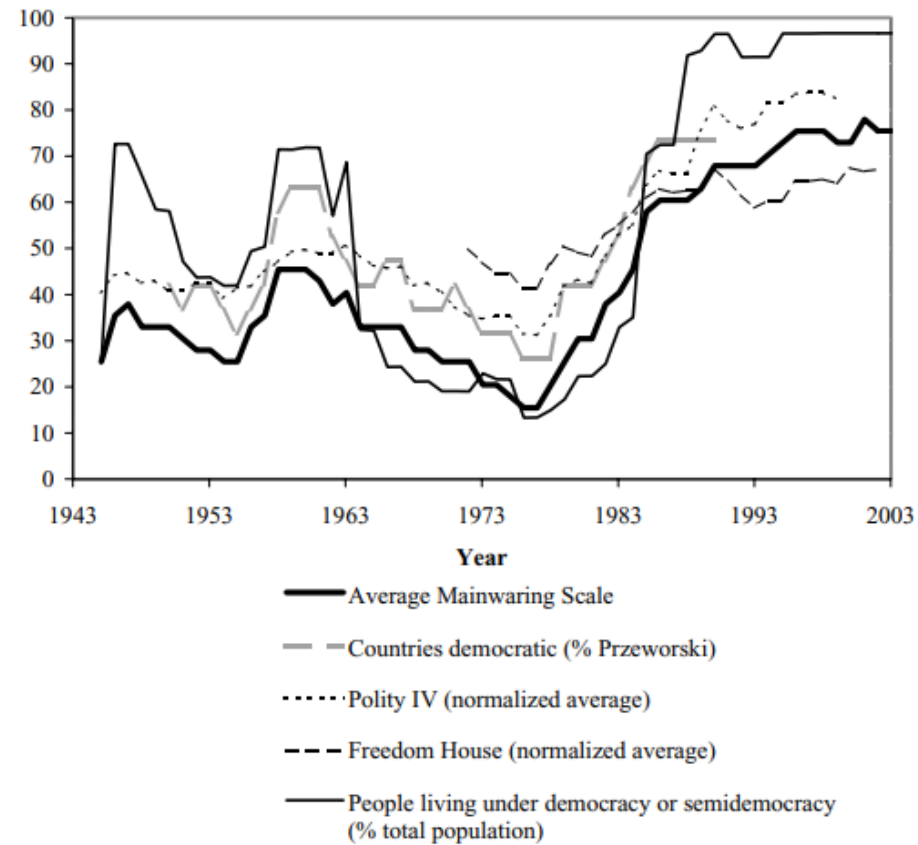 100
90
80
70
60
50
40
30
20
10
0
1943 1953 1963 1973 1983 1993 2003
Year
Average Mainwaring Scale
Countries democratic (% Przeworski)
Polity IV (normalized average)
Freedom House (normalized average)
People living under democracy or semidemocracy
(% total population)